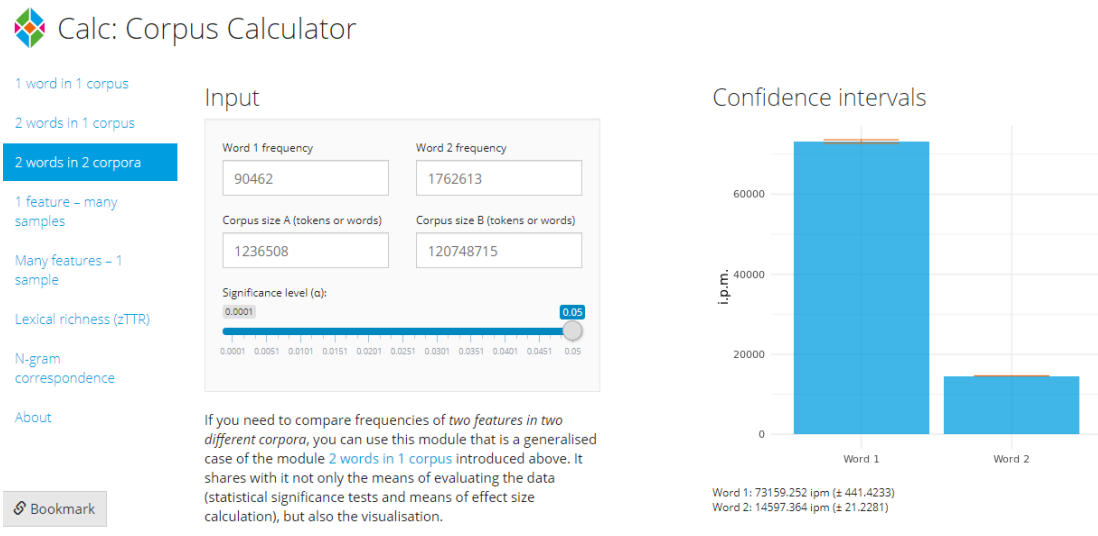 Calc: Corpus Calculator
1 word in 1 corpus
2 words in 1 corpus
2 words in 2 corpora
1 feature – many
samples
Many features – 1
sample
Lexical richness (zTTR)
N-gram
correspondence
About
Bookmark
Input
Word 1 frequency
Word 2 frequency
90462
1762613
Corpus size A (tokens or words)
Corpus size B (tokens or words)
1236508
120748715
Significance level (α):
0.0001
0.05
0.0001 0.0051 0.0101 0.0151 0.0201 0.0251 0.0301 0.0351 0.0401 0.0451 0.05
If you need to compare frequencies of two features in two
different corpora, you can use this module that is a generalised
case of the module 2 words in 1 corpus introduced above. It
shares with it not only the means of evaluating the data
(statistical significance tests and means of effect size
calculation), but also the visualisation.
Confidence intervals
i.p.m.
60000
40000
20000
0
Word 1
Word 2
Word 1: 73159.252 ipm (± 441.4233)
Word 2: 14597.364 ipm (± 21.2281)